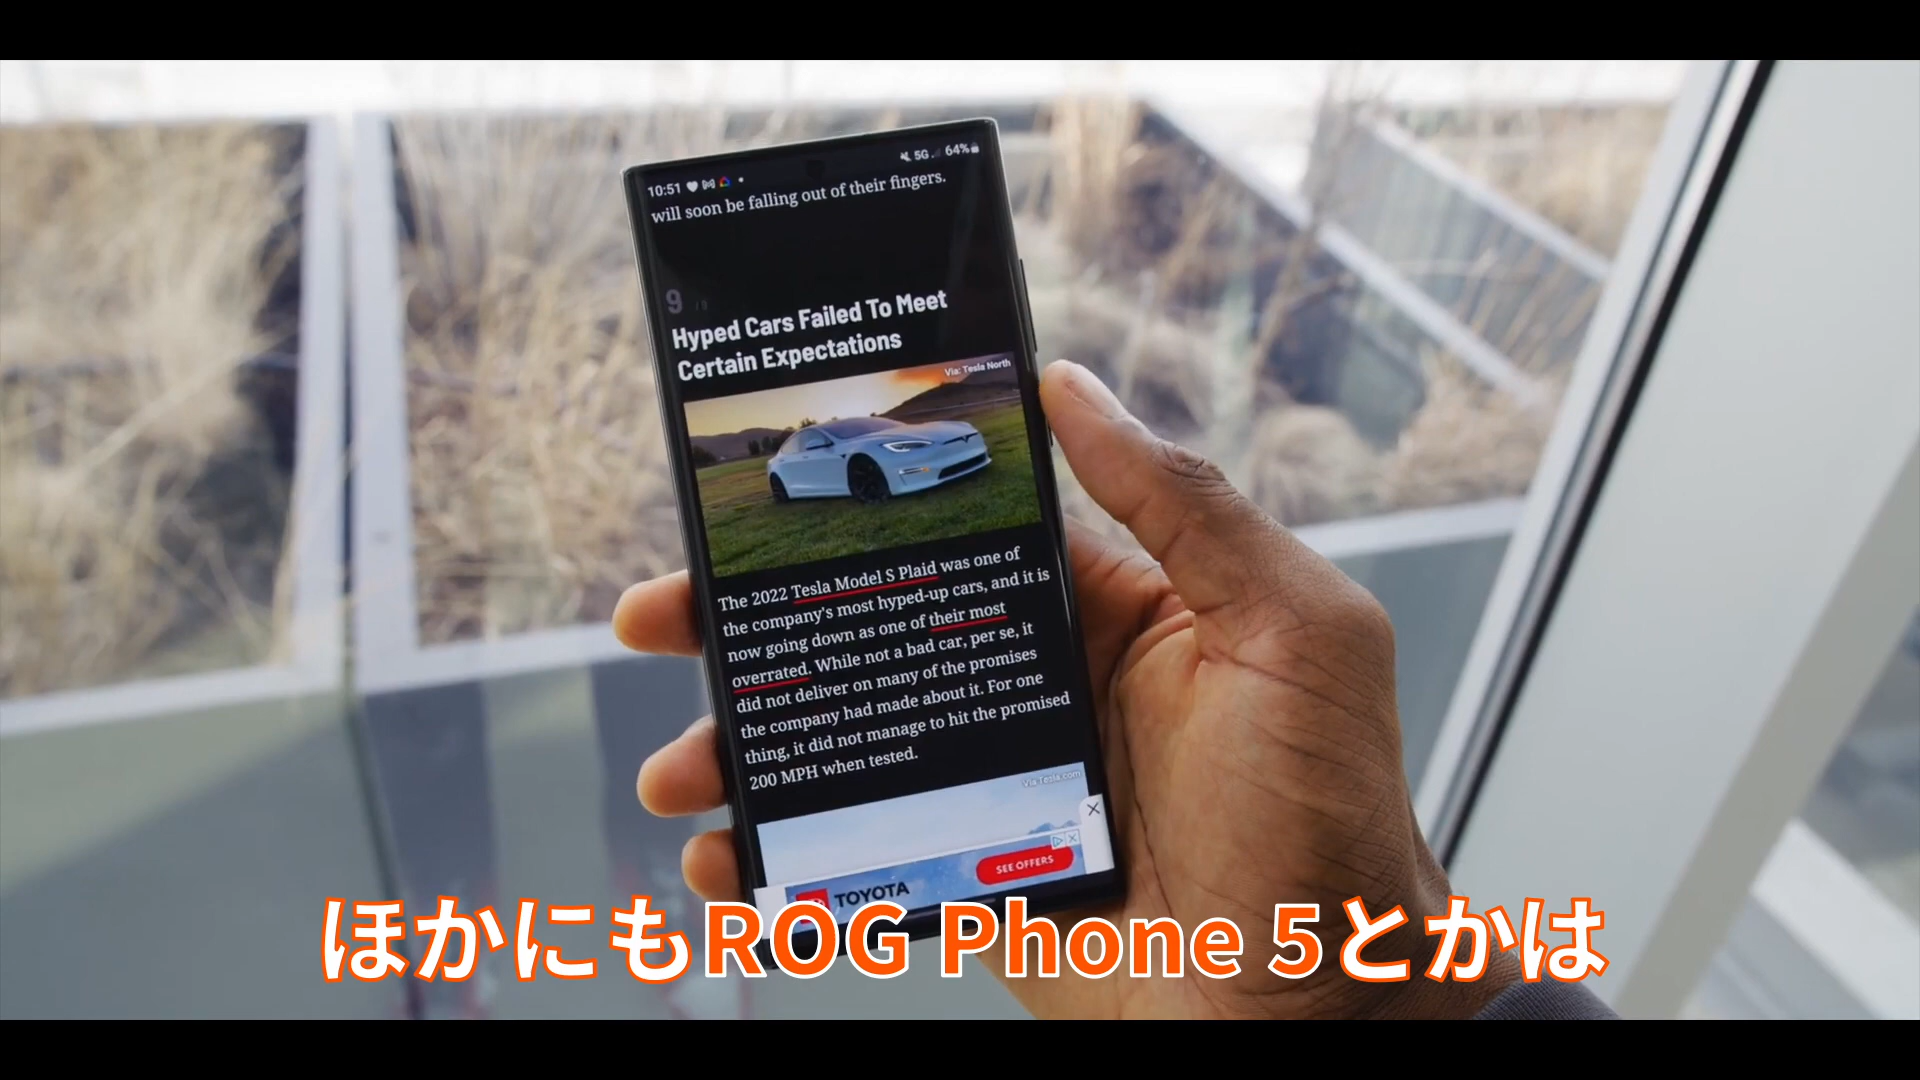 10:51
5G 64%
will soon be falling out of their fingers.
9
Hyped Cars Failed To Meet
Certain Expectations
Via: Tesla North
The 2022 Tesla Model S Plaid was one of
the company's most hyped-up cars, and it is
now going down as one of their most
overrated. While not a bad car, per se, it
did not deliver on many of the promises
the company had made about it. For one
thing, it did not manage to hit the promised
200 MPH when tested.
Via Tesla.com
SEE OFFERS
TOYOTA
ほかにもROG Phone 5とかは